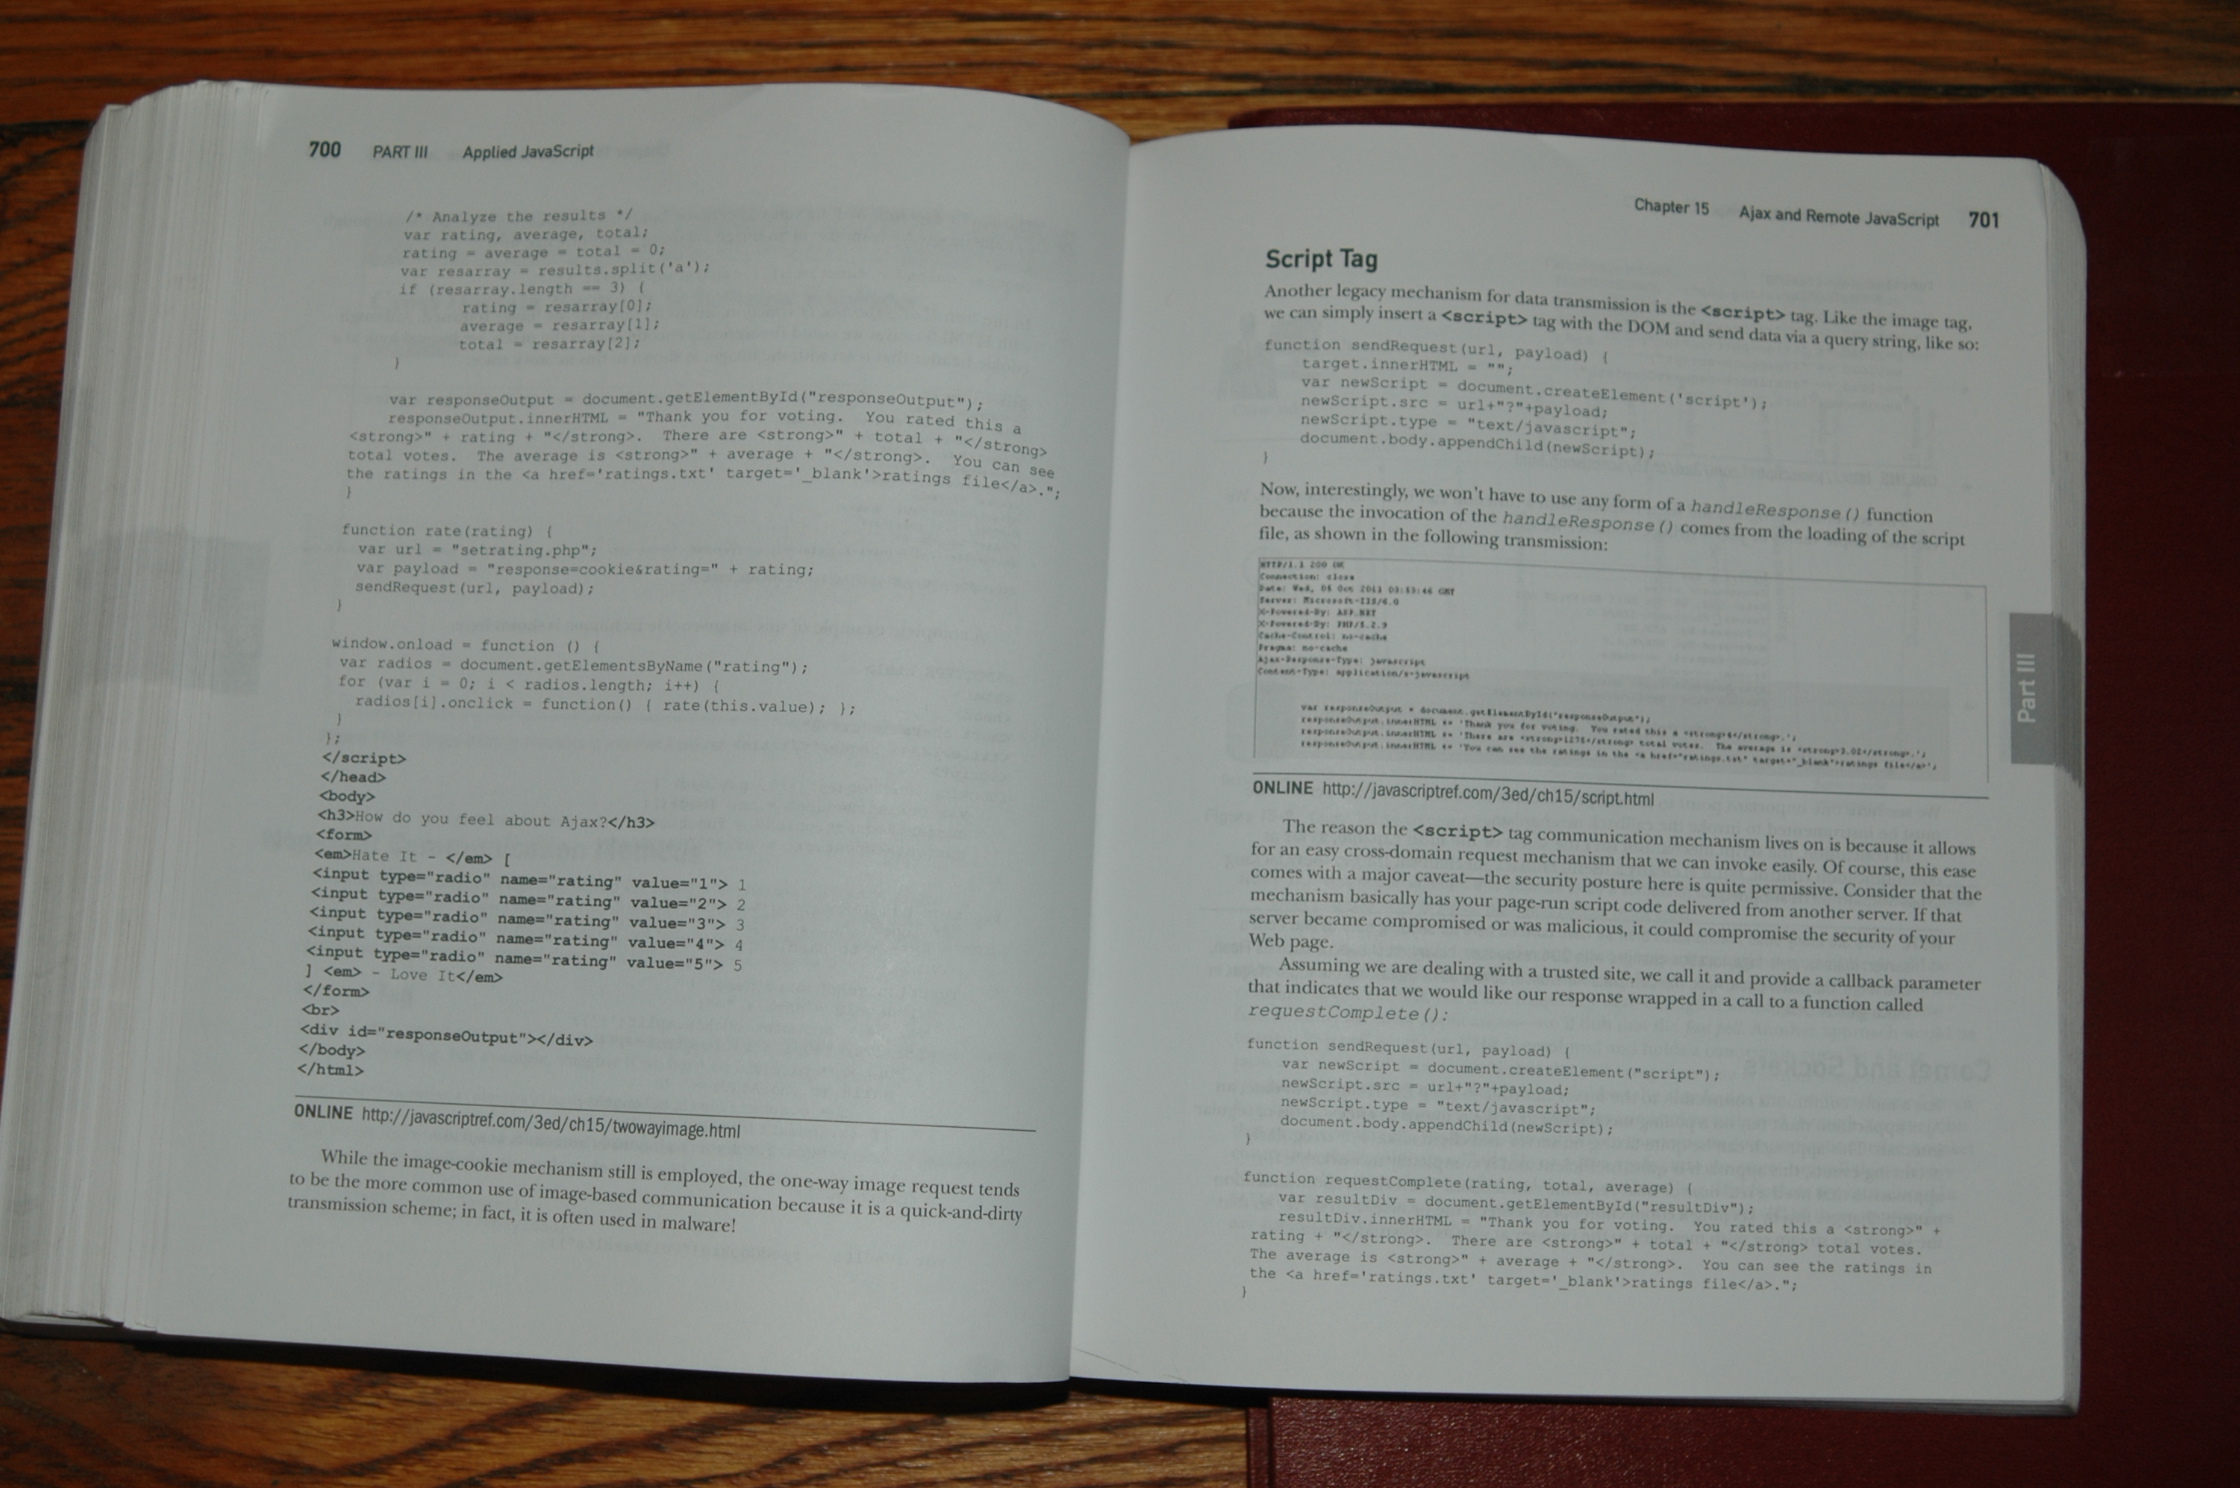 700 PART III Applied JavaScript
/* Analyze the results */
var rating, average, total;
rating = average = total = 0;
var resarray = results.split('a');
if (resarray.length == 3) {
rating = resarray[0];
average = resarray[1];
total = resarray[2];
}
var responseOutput = document.getElementById("responseOutput");
responseOutput.innerHTML = "Thank you for voting. You rated this a
<strong>" + rating + "</strong>. There are <strong>" + total + "</strong>
total votes. The average is <strong>" + average + "</strong>. You can see
the ratings in the <a href='ratings.txt' target='_blank'>ratings file</a>.";
}
function rate(rating) {
var url = "setrating.php";
var payload = "response=cookie&rating=" + rating;
sendRequest(url, payload);
}
window.onload = function () {
var radios = document.getElementsByName("rating");
for (var i = 0; i < radios.length; i++) {
radios[i].onclick = function() { rate(this.value); };
}
};
</script>
</head>
<body>
<h3>How do you feel about Ajax?</h3>
<form>
<em>Hate It - </em> [
<input type="radio" name="rating" value="1"> 1
<input type="radio" name="rating" value="2"> 2
<input type="radio" name="rating" value="3"> 3
<input type="radio" name="rating" value="4"> 4
<input type="radio" name="rating" value="5"> 5
] <em> - Love It</em>
</form>
<br>
<div id="responseOutput"></div>
</body>
</html>
ONLINE http://javascriptref.com/3ed/ch15/twowayimage.html
While the image-cookie mechanism still is employed, the one-way image request tends
to be the more common use of image-based communication because it is a quick-and-dirty
transmission scheme; in fact, it is often used in malware!
Chapter 15 Ajax and Remote JavaScript 701
Script Tag
Another legacy mechanism for data transmission is the <script> tag. Like the image tag,
we can simply insert a <script> tag with the DOM and send data via a query string, like so:
function sendRequest(url, payload) {
target.innerHTML = "";
var newScript = document.createElement('script');
newScript.src = url+"?"+payload;
newScript.type = "text/javascript";
document.body.appendChild(newScript);
}
Now, interestingly, we won't have to use any form of a handleResponse() function
because the invocation of the handleResponse() comes from the loading of the script
file, as shown in the following transmission:
HTTP/1.1 200 OK
Connection: close
Date: Wed, 05 Oct 2011 03:53:46 GMT
Server: Microsoft-IIS/6.0
X-Powered-By: ASP.NET
X-Powered-By: PHP/5.2.9
Cache-Control: no-cache
Pragma: no-cache
Ajax-Response-Type: javascript
Content-Type: application/x-javascript
var responseOutput = document.getElementById("responseOutput");
responseOutput.innerHTML += 'Thank you for voting. You rated this a <strong>4</strong>.';
responseOutput.innerHTML += 'There are <strong>1278</strong> total votes. The average is <strong>3.02</strong>.';
responseOutput.innerHTML += 'You can see the ratings in the <a href="ratings.txt" target="_blank">ratings file</a>';
ONLINE http://javascriptref.com/3ed/ch15/script.html
The reason the <script> tag communication mechanism lives on is because it allows
for an easy cross-domain request mechanism that we can invoke easily. Of course, this ease
comes with a major caveat—the security posture here is quite permissive. Consider that the
mechanism basically has your page-run script code delivered from another server. If that
server became compromised or was malicious, it could compromise the security of your
Web page.
Assuming we are dealing with a trusted site, we call it and provide a callback parameter
that indicates that we would like our response wrapped in a call to a function called
requestComplete():
function sendRequest(url, payload) {
var newScript = document.createElement("script");
newScript.src = url+"?"+payload;
newScript.type = "text/javascript";
document.body.appendChild(newScript);
}
function requestComplete(rating, total, average) {
var resultDiv = document.getElementById("resultDiv");
resultDiv.innerHTML = "Thank you for voting. You rated this a <strong>" +
rating + "</strong>. There are <strong>" + total + "</strong> total votes.
The average is <strong>" + average + "</strong>. You can see the ratings in
the <a href='ratings.txt' target='_blank'>ratings file</a>.";
}
Part III